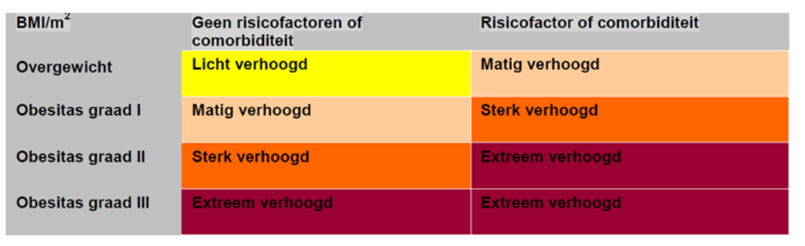 BMI/m² Geen risicofactoren of comorbiditeit Risicofactor of comorbiditeit
Overgewicht Licht verhoogd Matig verhoogd
Obesitas graad I Matig verhoogd Sterk verhoogd
Obesitas graad II Sterk verhoogd Extreem verhoogd
Obesitas graad III Extreem verhoogd Extreem verhoogd